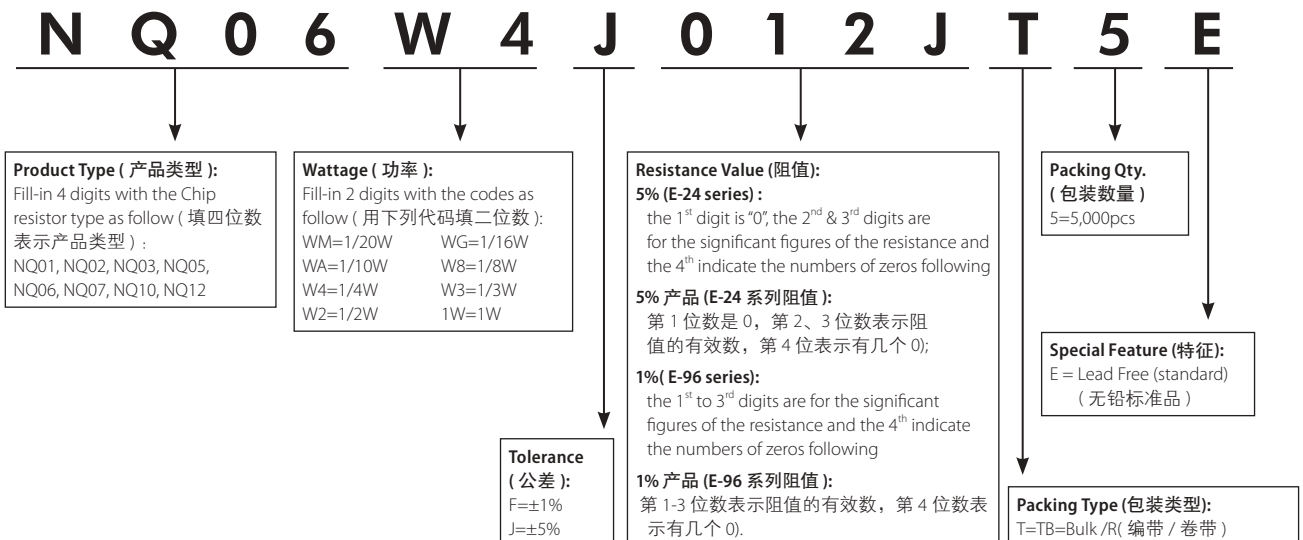 NQ06W4J012JT5E
Product Type ( 产品类型 ):
Fill-in 4 digits with the Chip
resistor type as follow ( 填四位数
表示产品类型 ) :
NQ01, NQ02, NQ03, NQ05,
NQ06, NQ07, NQ10, NQ12
Wattage ( 功率 ):
Fill-in 2 digits with the codes as
follow ( 用下列代码填二位数 ):
WM=1/20W WG=1/16W
WA=1/10W W8=1/8W
W4=1/4W W3=1/3W
W2=1/2W 1W=1W
Tolerance
( 公差 ):
F=±1%
J=±5%
Resistance Value (阻值):
5% (E-24 series) :
the 1st digit is "0", the 2nd & 3rd digits are
for the significant figures of the resistance and
the 4th indicate the numbers of zeros following
5% 产品 (E-24 系列阻值 ):
第 1 位数是 0，第 2、3 位数表示阻
值的有效数，第 4 位表示有几个 0);
1%( E-96 series):
the 1st to 3rd digits are for the significant
figures of the resistance and the 4th indicate
the numbers of zeros following
1% 产品 (E-96 系列阻值 ):
第 1-3 位数表示阻值的有效数，第 4 位数表
示有几个 0).
Packing Qty.
( 包装数量 )
5=5,000pcs
Special Feature (特征):
E = Lead Free (standard)
( 无铅标准品 )
Packing Type (包装类型):
T=TB=Bulk /R( 编带 / 卷带 )